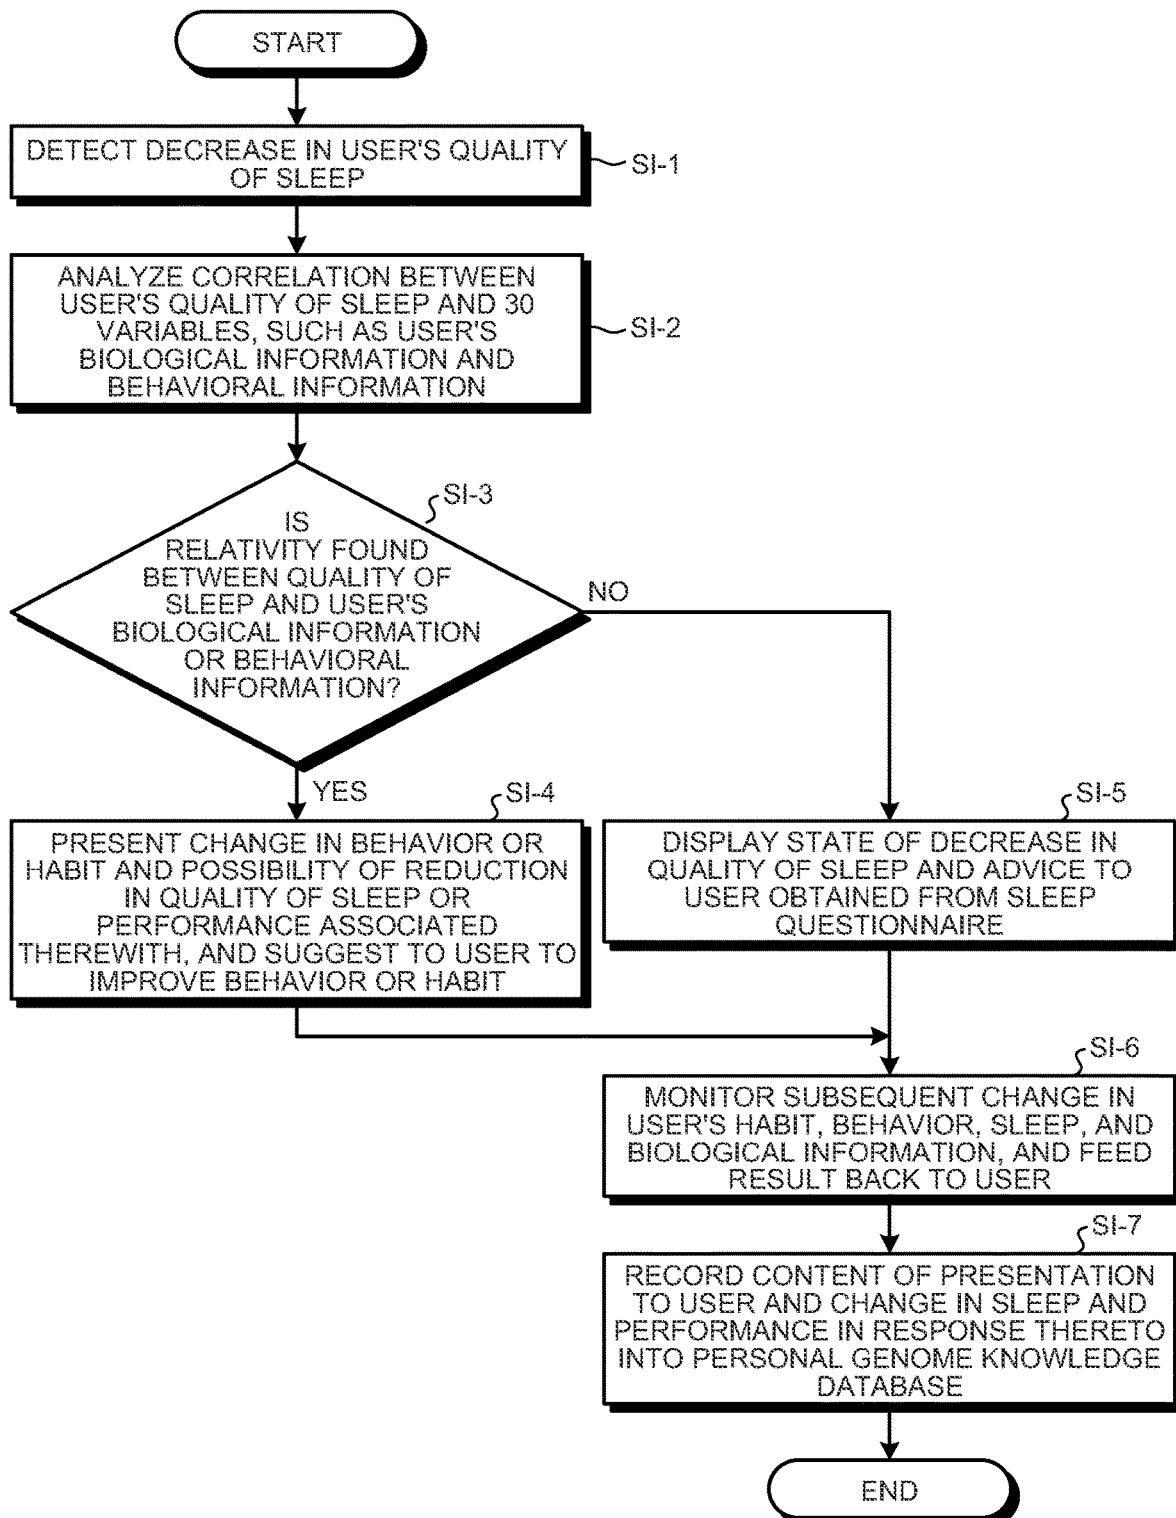 START
DETECT DECREASE IN USER'S QUALITY
OF SLEEP
SI-1
ANALYZE CORRELATION BETWEEN
USER'S QUALITY OF SLEEP AND 30
VARIABLES, SUCH AS USER'S
BIOLOGICAL INFORMATION AND
BEHAVIORAL INFORMATION
SI-2
SI-3
IS
RELATIVITY FOUND
BETWEEN QUALITY OF
SLEEP AND USER'S
BIOLOGICAL INFORMATION
OR BEHAVIORAL
INFORMATION?
NO
YES
SI-4
PRESENT CHANGE IN BEHAVIOR OR
HABIT AND POSSIBILITY OF REDUCTION
IN QUALITY OF SLEEP OR
PERFORMANCE ASSOCIATED
THEREWITH, AND SUGGEST TO USER TO
IMPROVE BEHAVIOR OR HABIT
SI-5
DISPLAY STATE OF DECREASE IN
QUALITY OF SLEEP AND ADVICE TO
USER OBTAINED FROM SLEEP
QUESTIONNAIRE
SI-6
MONITOR SUBSEQUENT CHANGE IN
USER'S HABIT, BEHAVIOR, SLEEP, AND
BIOLOGICAL INFORMATION, AND FEED
RESULT BACK TO USER
SI-7
RECORD CONTENT OF PRESENTATION
TO USER AND CHANGE IN SLEEP AND
PERFORMANCE IN RESPONSE THERETO
INTO PERSONAL GENOME KNOWLEDGE
DATABASE
END